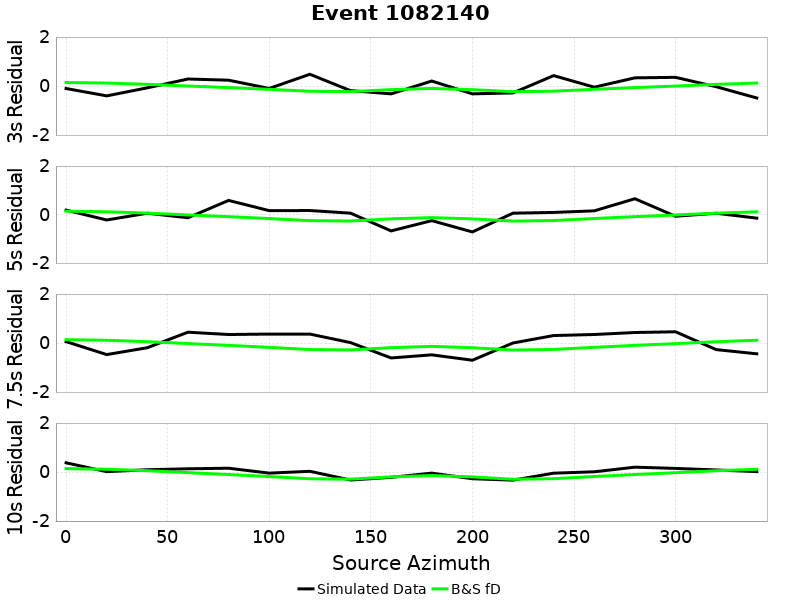 Event 1082140
3s Residual
2
0
-2
5s Residual
2
0
-2
7.5s Residual
2
0
-2
10s Residual
2
0
-2
0 50 100 150 200 250 300
Source Azimuth
Simulated Data B&S fD